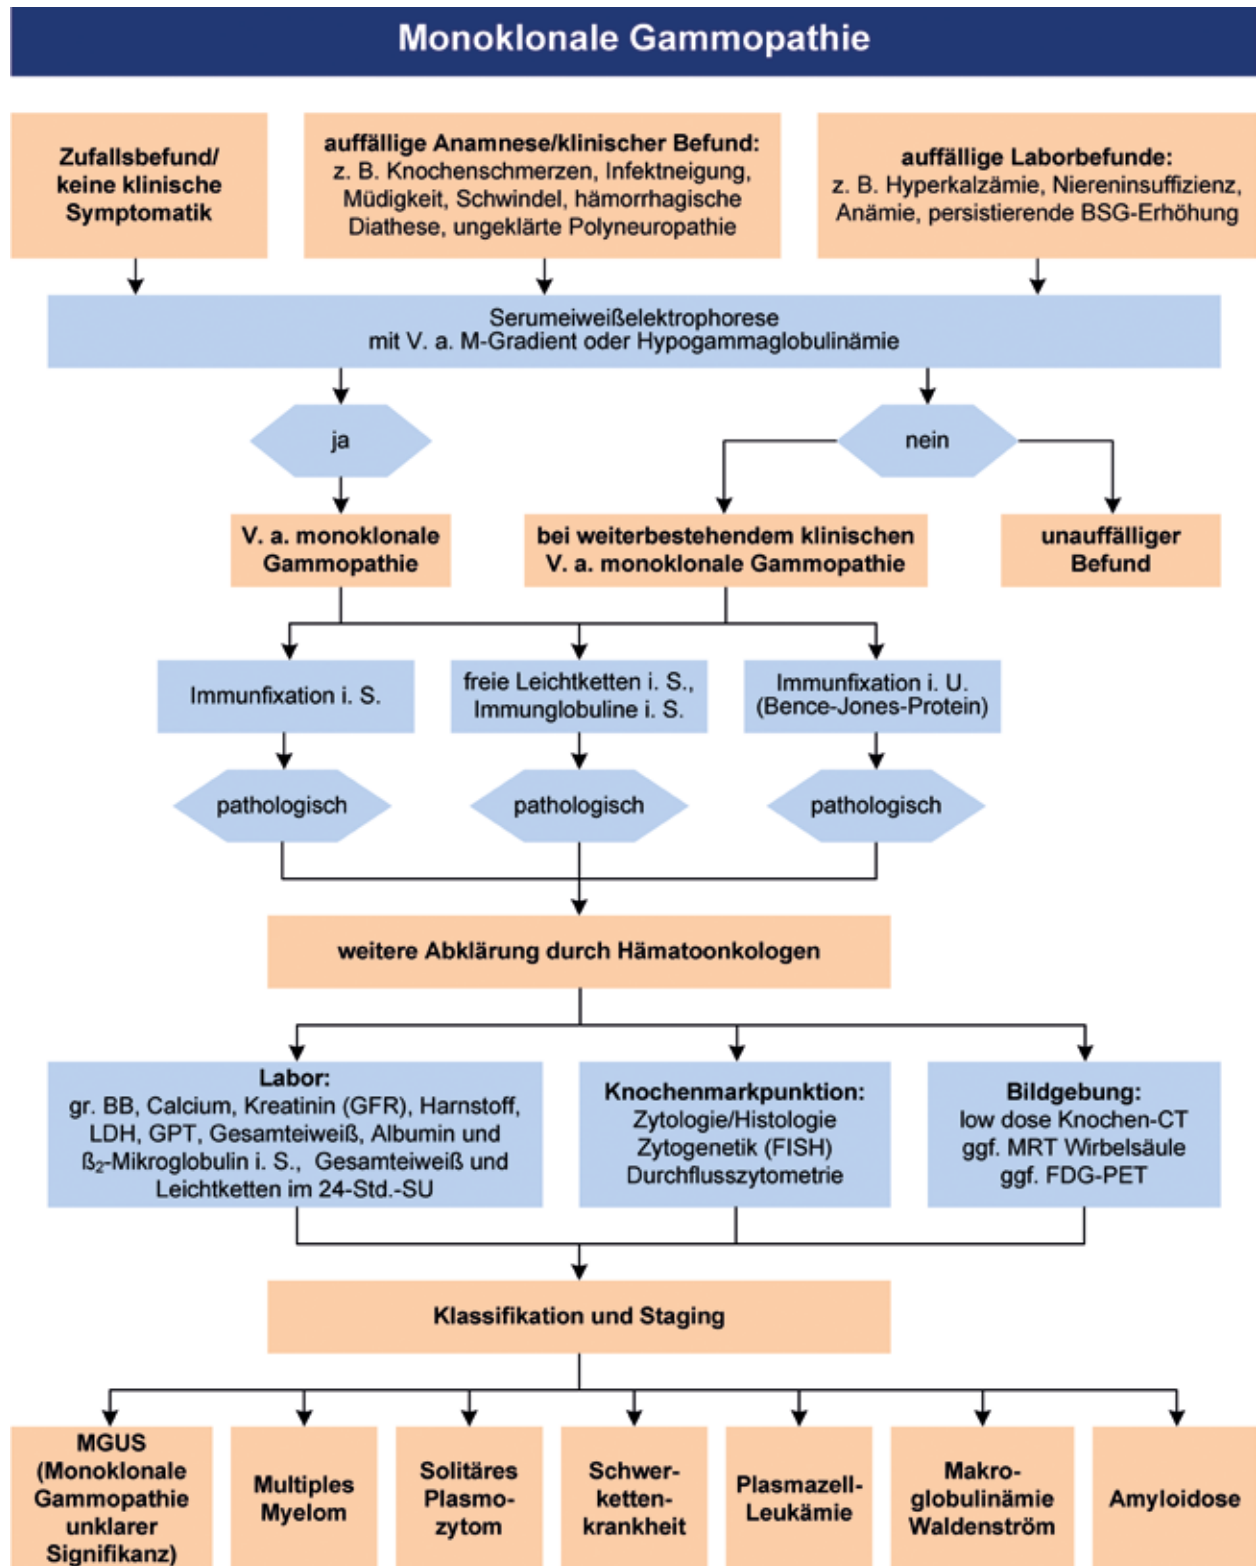 Monoklonale Gammopathie
Zufallsbefund/
keine klinische
Symptomatik
auffällige Anamnese/klinischer Befund:
z. B. Knochenschmerzen, Infektneigung,
Müdigkeit, Schwindel, hämorrhagische
Diathese, ungeklärte Polyneuropathie
auffällige Laborbefunde:
z. B. Hyperkalzämie, Niereninsuffizienz,
Anämie, persistierende BSG-Erhöhung
Serumeiweißelektrophorese
mit V. a. M-Gradient oder Hypogammaglobulinämie
ja
nein
V. a. monoklonale
Gammopathie
bei weiterbestehendem klinischen
V. a. monoklonale Gammopathie
unauffälliger
Befund
Immunfixation i. S.
freie Leichtketten i. S.,
Immunglobuline i. S.
Immunfixation i. U.
(Bence-Jones-Protein)
pathologisch
pathologisch
pathologisch
weitere Abklärung durch Hämatoonkologen
Labor:
gr. BB, Calcium, Kreatinin (GFR), Harnstoff,
LDH, GPT, Gesamteiweiß, Albumin und
ß₂-Mikroglobulin i. S., Gesamteiweiß und
Leichtketten im 24-Std.-SU
Knochenmarkpunktion:
Zytologie/Histologie
Zytogenetik (FISH)
Durchflusszytometrie
Bildgebung:
low dose Knochen-CT
ggf. MRT Wirbelsäule
ggf. FDG-PET
Klassifikation und Staging
MGUS
(Monoklonale
Gammopathie
unklarer
Signifikanz)
Multiples
Myelom
Solitäres
Plasmo-
zytom
Schwer-
ketten-
krankheit
Plasmazell-
Leukämie
Makro-
globulinämie
Waldenström
Amyloidose